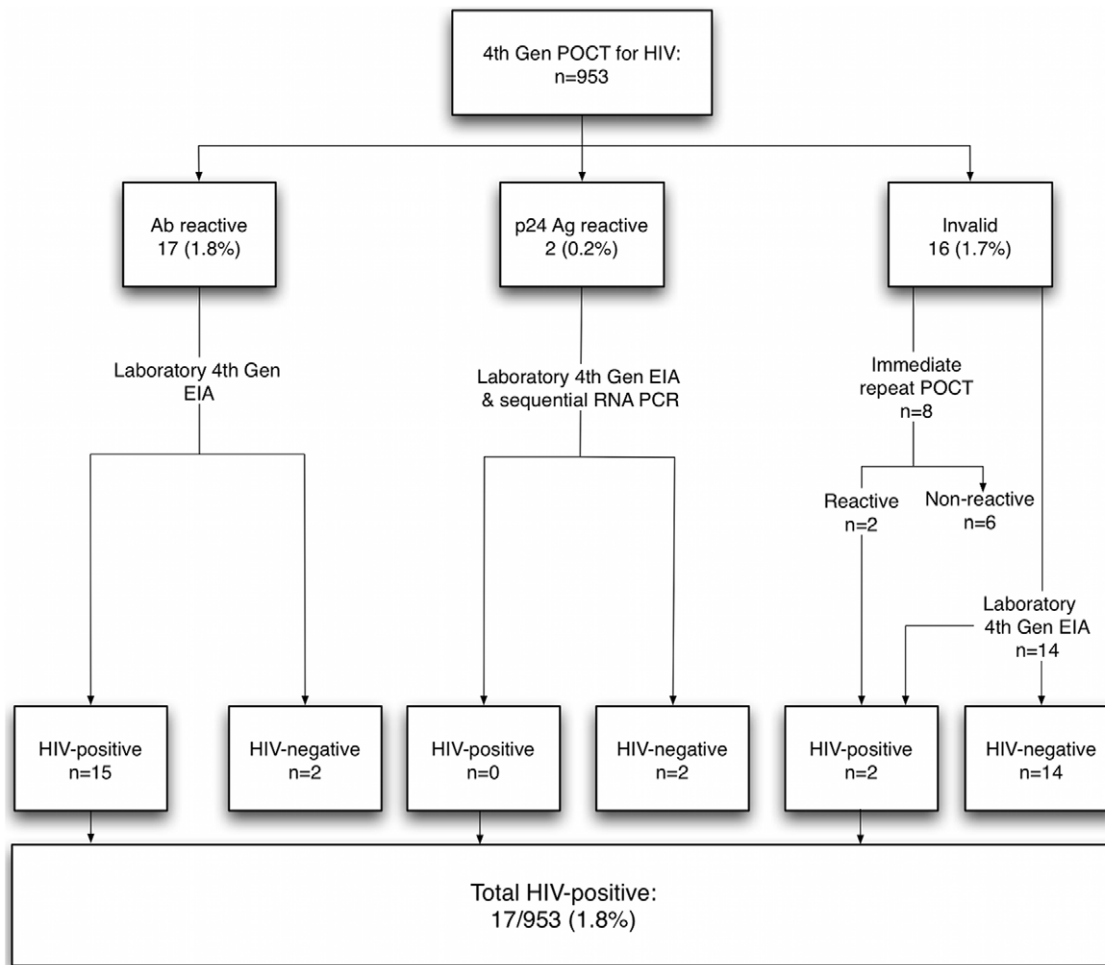 4th Gen POCT for HIV:
n=953
Ab reactive
17 (1.8%)
p24 Ag reactive
2 (0.2%)
Invalid
16 (1.7%)
Laboratory 4th Gen
EIA
Laboratory 4th Gen EIA
& sequential RNA PCR
Immediate
repeat POCT
n=8
Reactive
n=2
Non-reactive
n=6
Laboratory
4th Gen EIA
n=14
HIV-positive
n=15
HIV-negative
n=2
HIV-positive
n=0
HIV-negative
n=2
HIV-positive
n=2
HIV-negative
n=14
Total HIV-positive:
17/953 (1.8%)